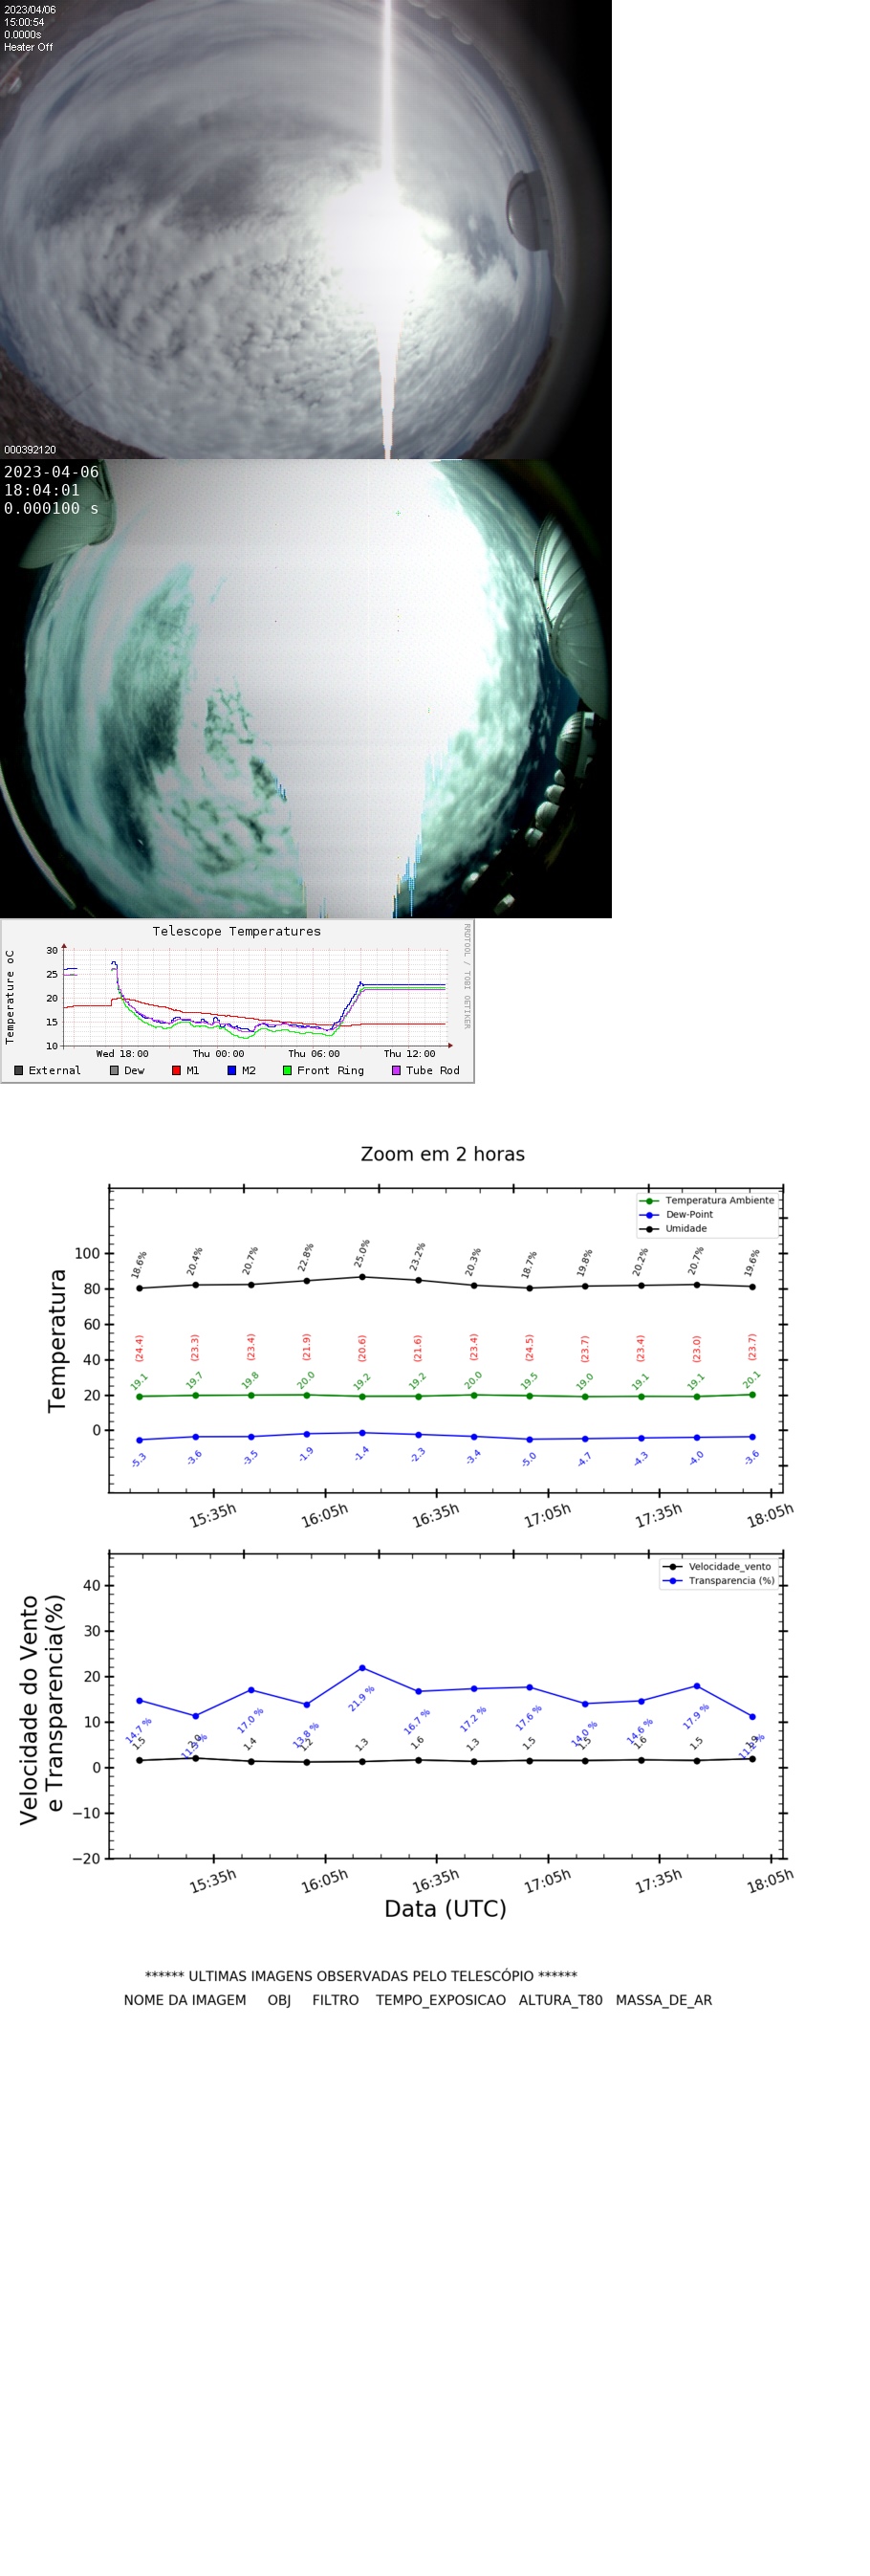 2023/04/06
15:00:54
0.0000s
Heater Off
000392120
2023-04-06
18:04:01
0.000100 s
Telescope Temperatures
RRDTOOL / TOBI OETIKER
Temperature oC
30
25
20
15
10
Wed 18:00 Thu 00:00 Thu 06:00 Thu 12:00
External Dew M1 M2 Front Ring Tube Rod
Zoom em 2 horas
Temperatura Ambiente
Dew-Point
Umidade
Temperatura
100
80
60
40
20
0
18.6% 20.4% 20.7% 22.8% 25.0% 23.2% 20.3% 18.7% 19.8% 20.2% 20.7% 19.6%
(24.4) (23.3) (23.4) (21.9) (20.6) (21.6) (23.4) (24.5) (23.7) (23.4) (23.0) (23.7)
19.1 19.7 19.8 20.0 19.2 19.2 20.0 19.5 19.0 19.1 19.1 20.1
-5.3 -3.6 -3.5 -1.9 -1.4 -2.3 -3.4 -5.0 -4.7 -4.3 -4.0 -3.6
15:35h 16:05h 16:35h 17:05h 17:35h 18:05h
Velocidade_vento
Transparencia (%)
Velocidade do Vento
e Transparencia(%)
40
30
20
10
0
−10
−20
14.7 % 17.0 % 13.8 % 21.9 % 16.7 % 17.2 % 17.6 % 14.0 % 14.6 % 17.9 %
1.5 1.4 1.2 1.3 1.6 1.3 1.5 1.5 1.6 1.5
15:35h 16:05h 16:35h 17:05h 17:35h 18:05h
Data (UTC)
****** ULTIMAS IMAGENS OBSERVADAS PELO TELESCÓPIO ******
NOME DA IMAGEM OBJ FILTRO TEMPO_EXPOSICAO ALTURA_T80 MASSA_DE_AR